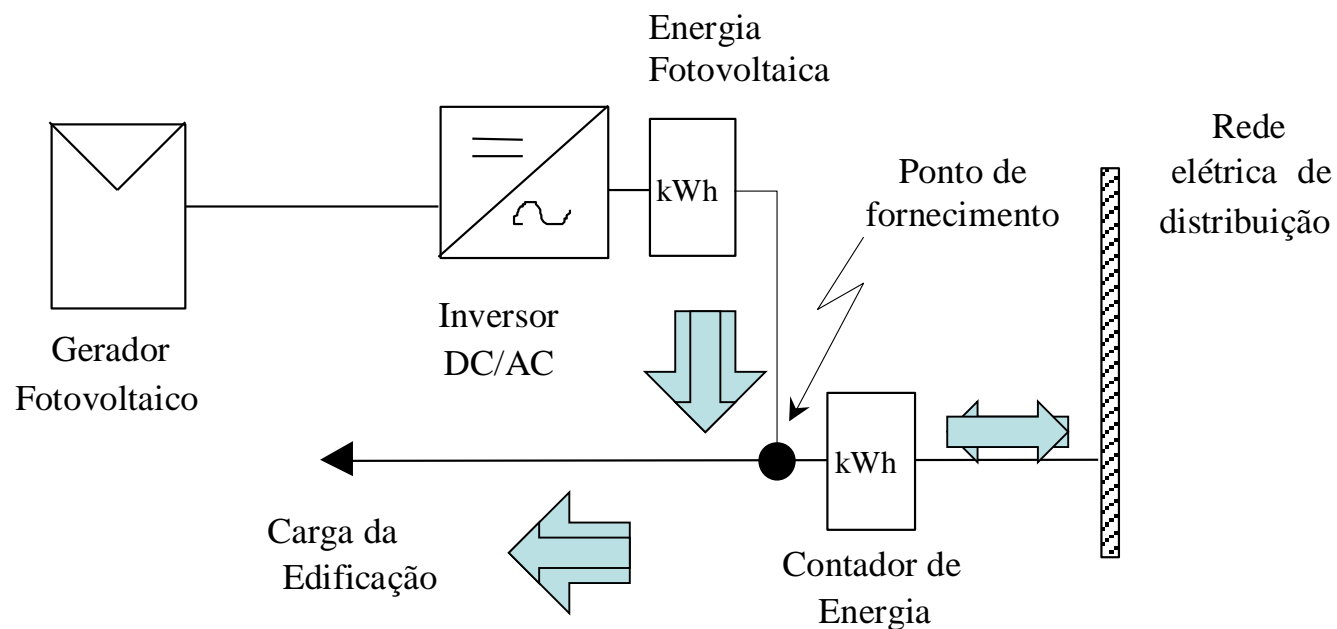 Energia
Fotovoltaica
Rede
elétrica de
distribuição
Ponto de
fornecimento
kWh
Inversor
DC/AC
Gerador
Fotovoltaico
kWh
Carga da
Edificação
Contador de
Energia